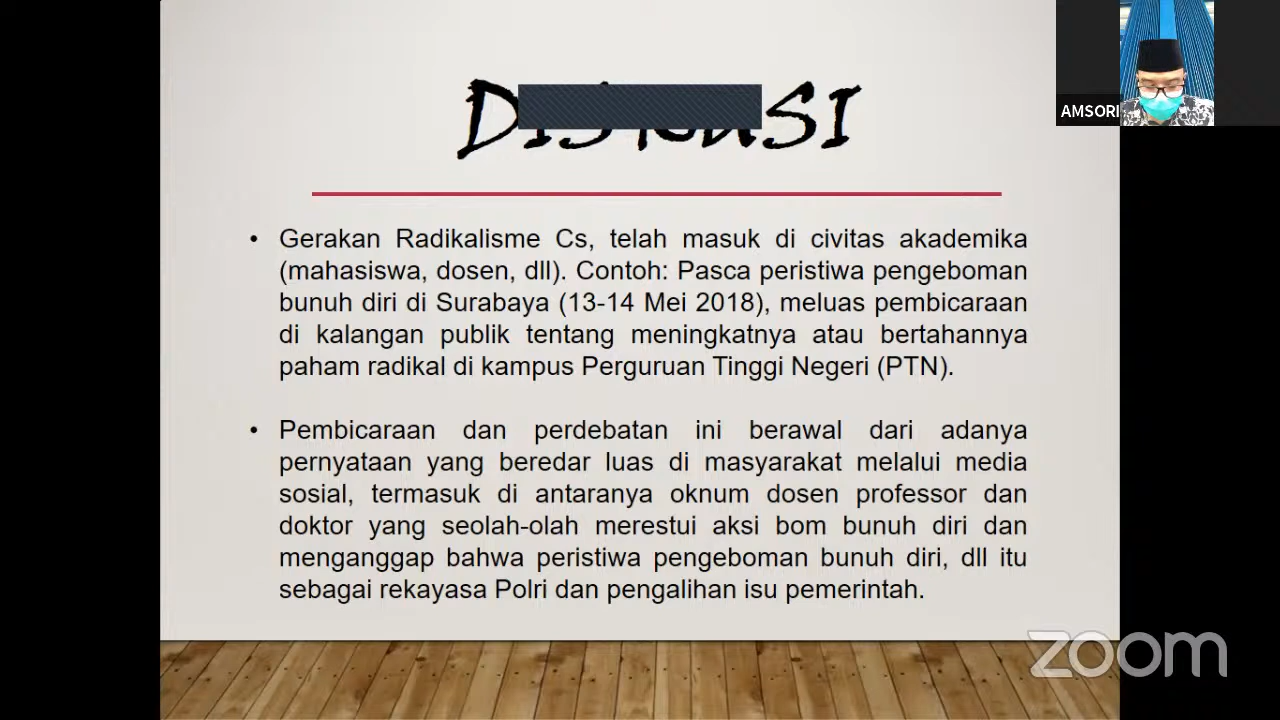 DISKUSI
AMSORI
• Gerakan Radikalisme Cs, telah masuk di civitas akademika
(mahasiswa, dosen, dll). Contoh: Pasca peristiwa pengeboman
bunuh diri di Surabaya (13-14 Mei 2018), meluas pembicaraan
di kalangan publik tentang meningkatnya atau bertahannya
paham radikal di kampus Perguruan Tinggi Negeri (PTN).
• Pembicaraan dan perdebatan ini berawal dari adanya
pernyataan yang beredar luas di masyarakat melalui media
sosial, termasuk di antaranya oknum dosen professor dan
doktor yang seolah-olah merestui aksi bom bunuh diri dan
menganggap bahwa peristiwa pengeboman bunuh diri, dll itu
sebagai rekayasa Polri dan pengalihan isu pemerintah.
zoom